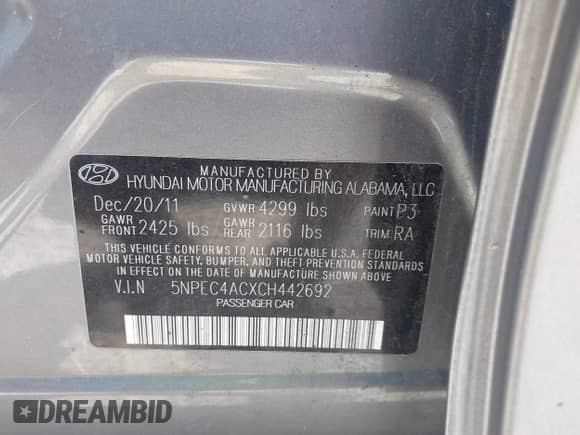 MANUFACTURED BY
HYUNDAI MOTOR MANUFACTURING ALABAMA, LLC
Dec/20/11 GVWR 4299 lbs PAINT: P3
GAWR FRONT 2425 lbs GAWR REAR 2116 lbs TRIM: RA
THIS VEHICLE CONFORMS TO ALL APPLICABLE U.S.A. FEDERAL
MOTOR VEHICLE SAFETY, BUMPER, AND THEFT PREVENTION STANDARDS
IN EFFECT ON THE DATE OF MANUFACTURE SHOWN ABOVE
V.I.N 5NPEC4ACXCH442692
PASSENGER CAR
DREAMBID